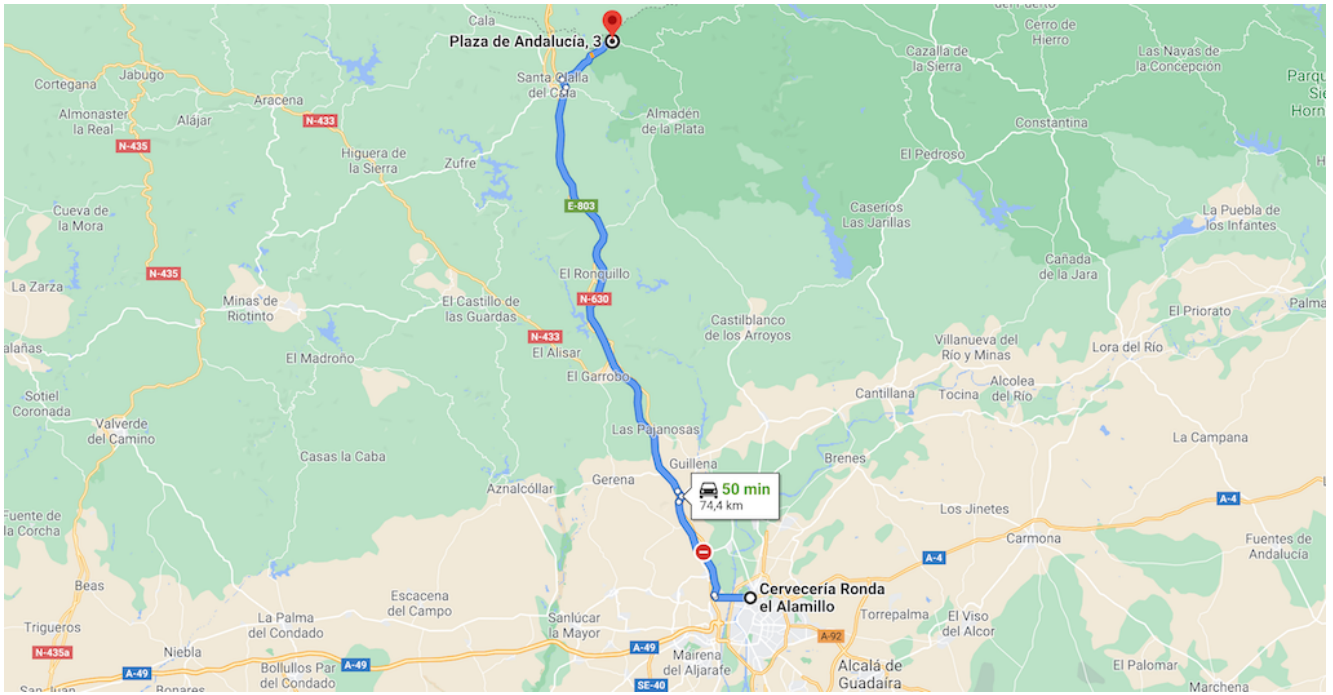 del Puerto
Cala
Cerro de
Hierro
Plaza de Andalucía, 3
Cazalla de
la Sierra
Las Navas de
la Concepción
Cortegana
Jabugo
Santa Olalla
del Cala
Aracena
Almonaster
la Real
Alájar
N-433
Almadén
de la Plata
Constantina
N-435
Higuera de
la Sierra
Zufre
El Pedroso
Cueva de
la Mora
E-803
Caserios
Las Jarillas
La Puebla de
los Infantes
N-435
El Ronquillo
Cañada
de la Jara
La Zarza
Minas de
Riotinto
El Castillo de
las Guardas
N-630
El Priorato
Palma
Castilblanco
de los Arroyos
N-433
El Madroño
El Alisar
Villanueva del
Río y Minas
Lora del Río
El Garrobo
Alcolea
del Río
Cantillana
Tocina
Sotiel
Coronada
Valverde
del Camino
Las Pajanosas
La Campana
Casas la Caba
Guillena
Brenes
Gerena
Aznalcóllar
50 min
74,4 km
A-4
Los Jinetes
Fuente de
la Corcha
Carmona
Fuentes de
Andalucía
A-4
Beas
Escacena
del Campo
Cervecería Ronda
el Alamillo
Torrepalma
El Viso
del Alcor
La Palma
del Condado
Sanlúcar
la Mayor
Trigueros
A-92
N-435a
Niebla
A-49
Mairena
del Aljarafe
A-49
A-49
Bollullos Par
del Condado
Alcalá de
Guadaíra
El Palomar
SE-40
San Juan
Bonares
Marchena